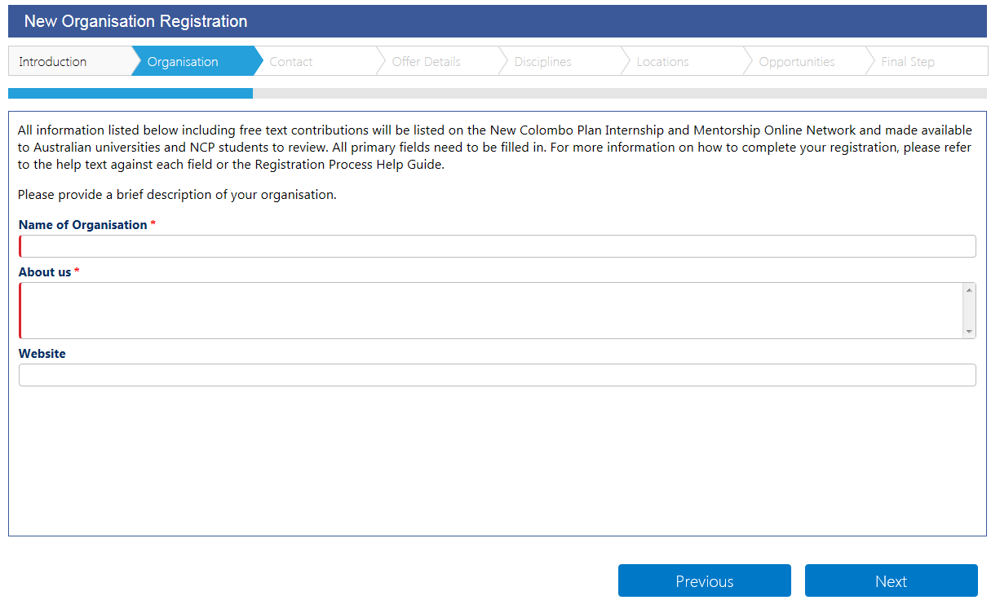 New Organisation Registration
Introduction
Organisation
Contact
Offer Details
Disciplines
Locations
Opportunities
Final Step
All information listed below including free text contributions will be listed on the New Colombo Plan Internship and Mentorship Online Network and made available
to Australian universities and NCP students to review. All primary fields need to be filled in. For more information on how to complete your registration, please refer
to the help text against each field or the Registration Process Help Guide.
Please provide a brief description of your organisation.
Name of Organisation *
About us *
Website
Previous
Next